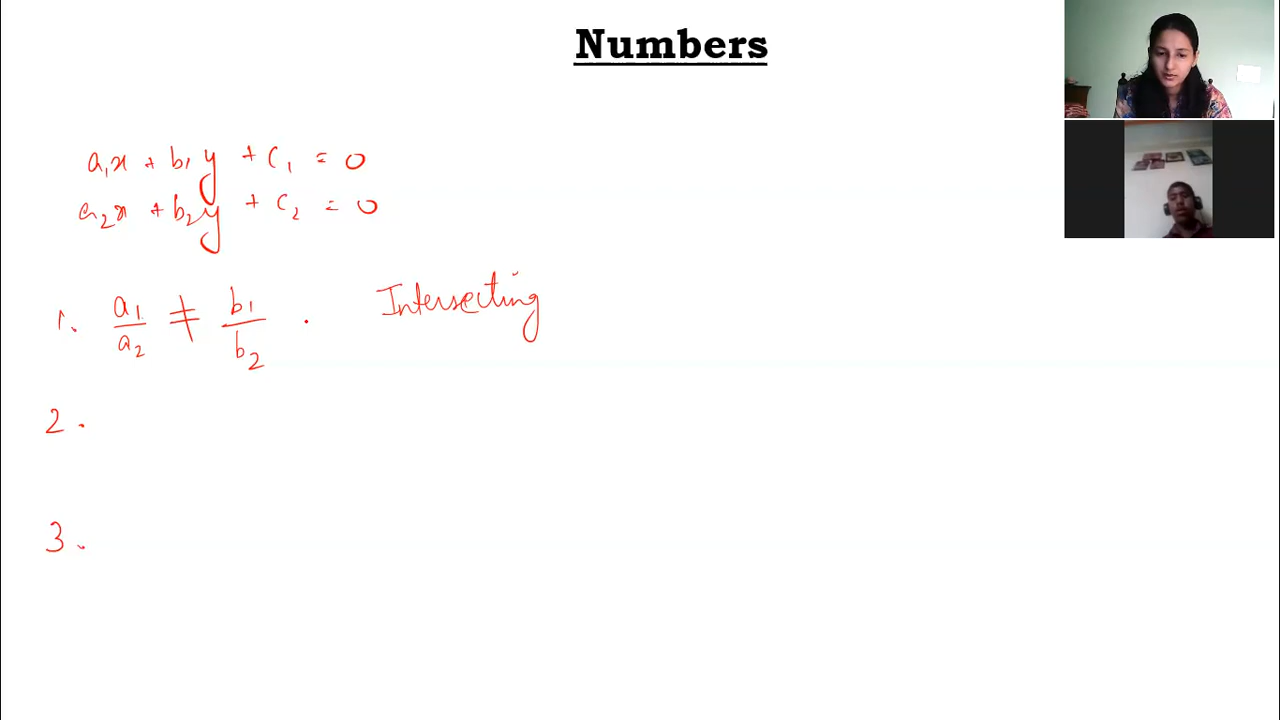 Numbers
a₁x + b₁y + c₁ = 0
a₂x + b₂y + c₂ = 0
1. a₁/a₂ ≠ b₁/b₂ . Intersecting
2.
3.